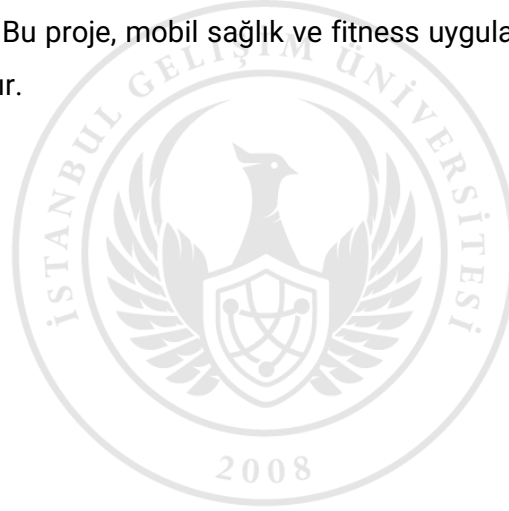 Bu proje, mobil sağlık ve fitness uygula
ır.
İSTANBUL GELİŞİM ÜNİVERSİTESİ
2008